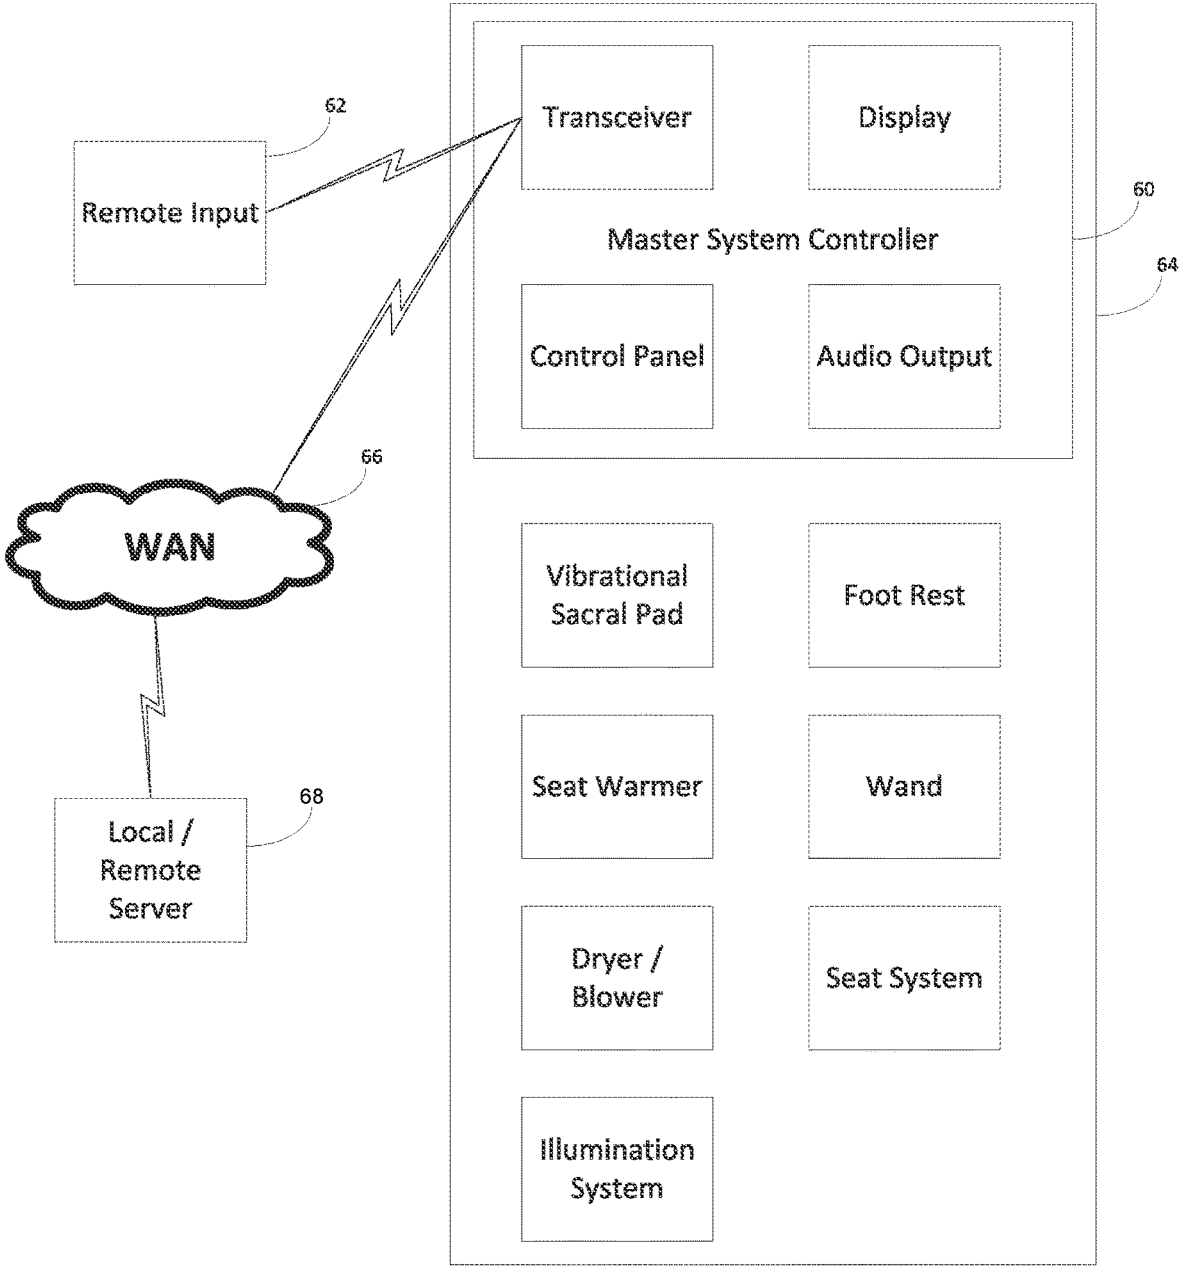 Transceiver
Display
62
Remote Input
60
Master System Controller
64
Control Panel
Audio Output
66
WAN
Vibrational
Sacral Pad
Foot Rest
Seat Warmer
Wand
68
Local /
Remote
Server
Dryer /
Blower
Seat System
Illumination
System